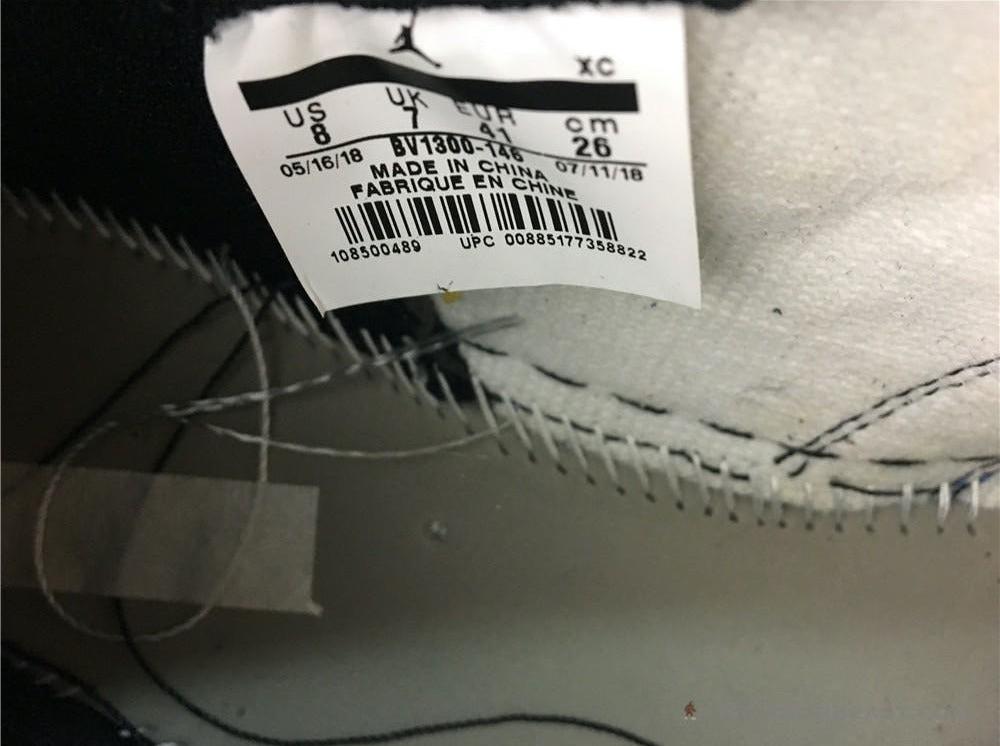 XC
US UK EUR cm
8 7 41 26
05/16/18 BV1300-146 07/11/18
MADE IN CHINA
FABRIQUE EN CHINE
108500489 UPC 00885177358822